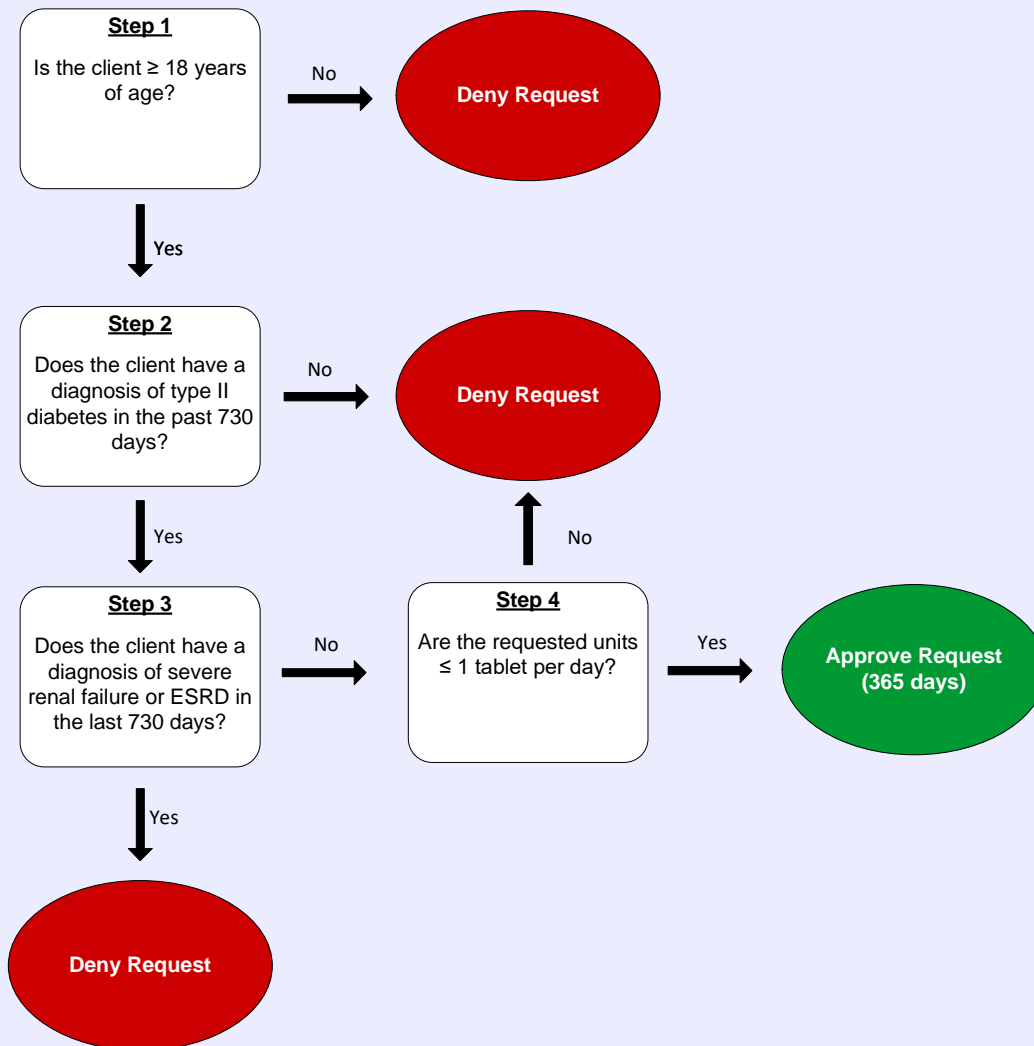 Step 1
Is the client ≥ 18 years
of age?
No
Deny Request
Yes
Step 2
Does the client have a
diagnosis of type II
diabetes in the past 730
days?
No
Deny Request
Yes
No
Step 3
Does the client have a
diagnosis of severe
renal failure or ESRD in
the last 730 days?
No
Step 4
Are the requested units
≤ 1 tablet per day?
Yes
Approve Request
(365 days)
Yes
Deny Request